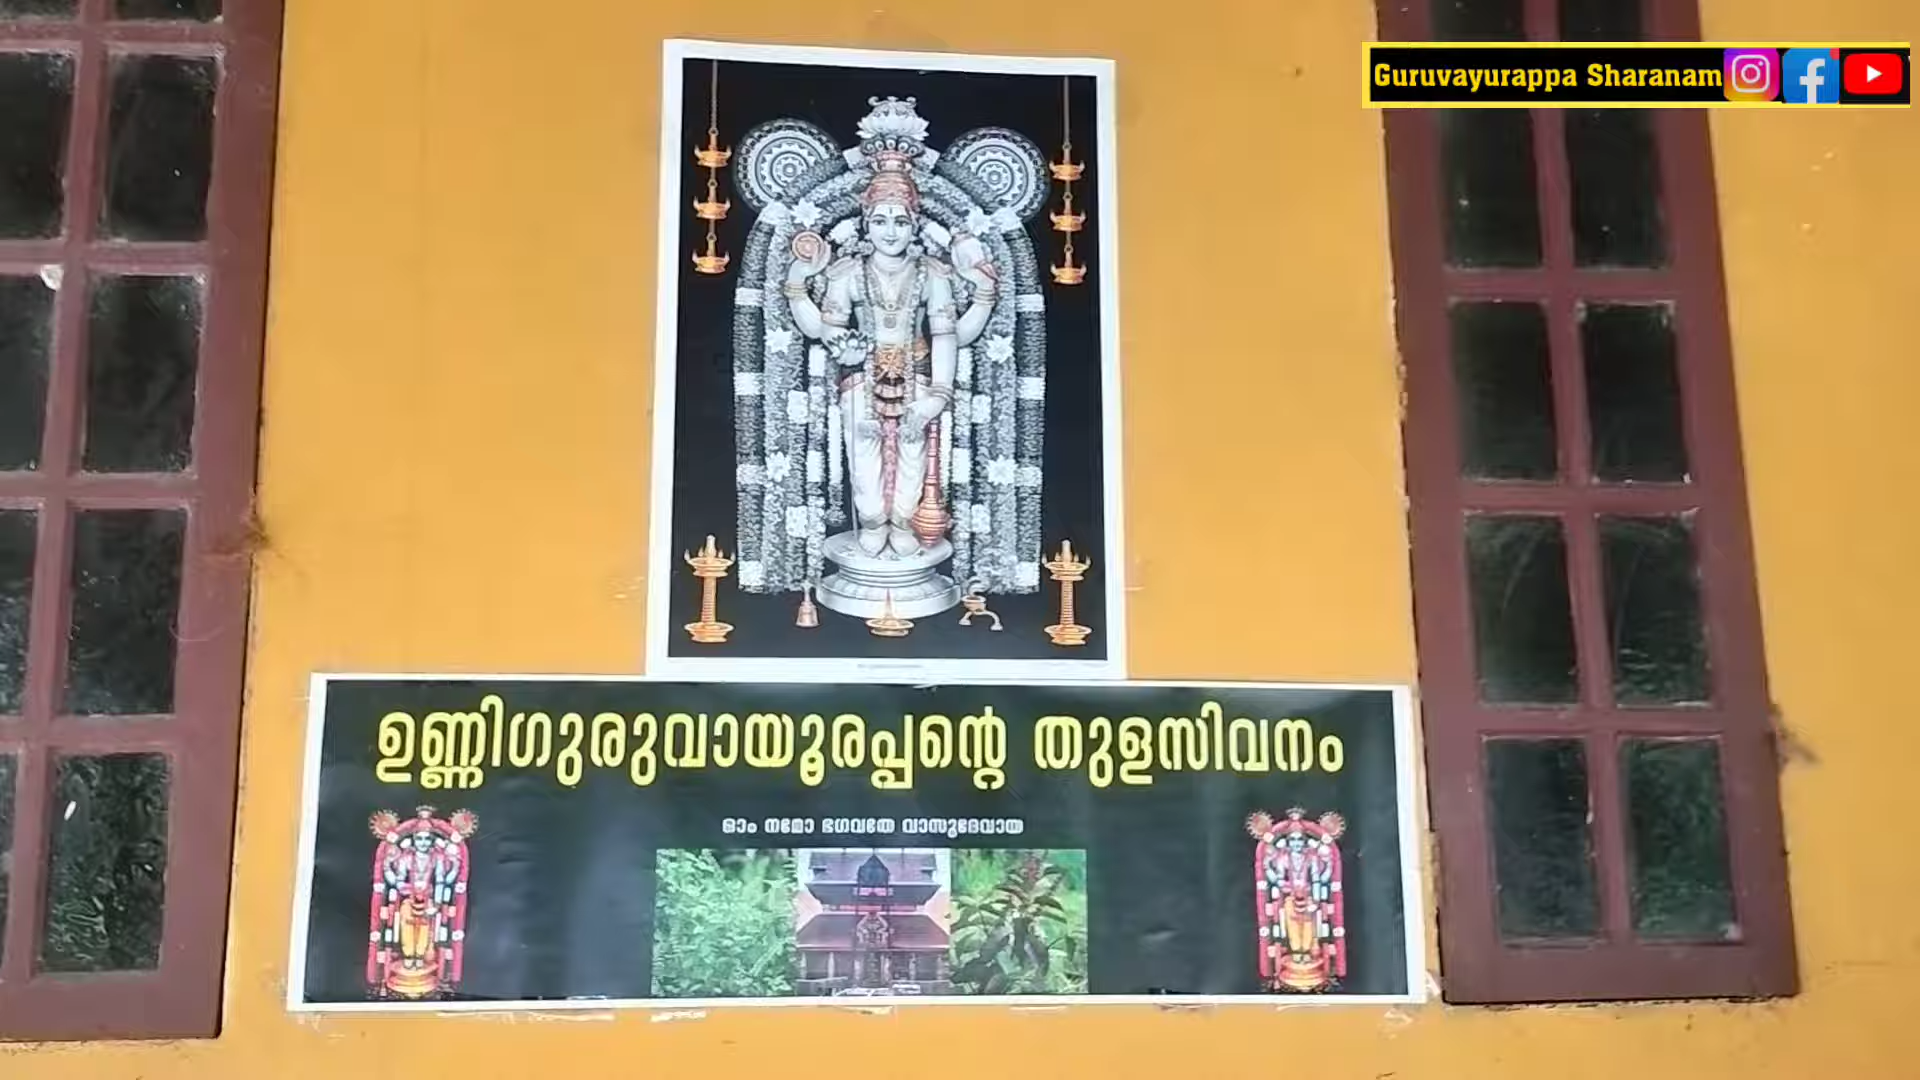 Guruvayurappa Sharanam
ഉണ്ണിഗുരുവായൂരപ്പന്റെ തുളസിവനം
ഓം നമോ ഭഗവതേ വാസുദേവായ